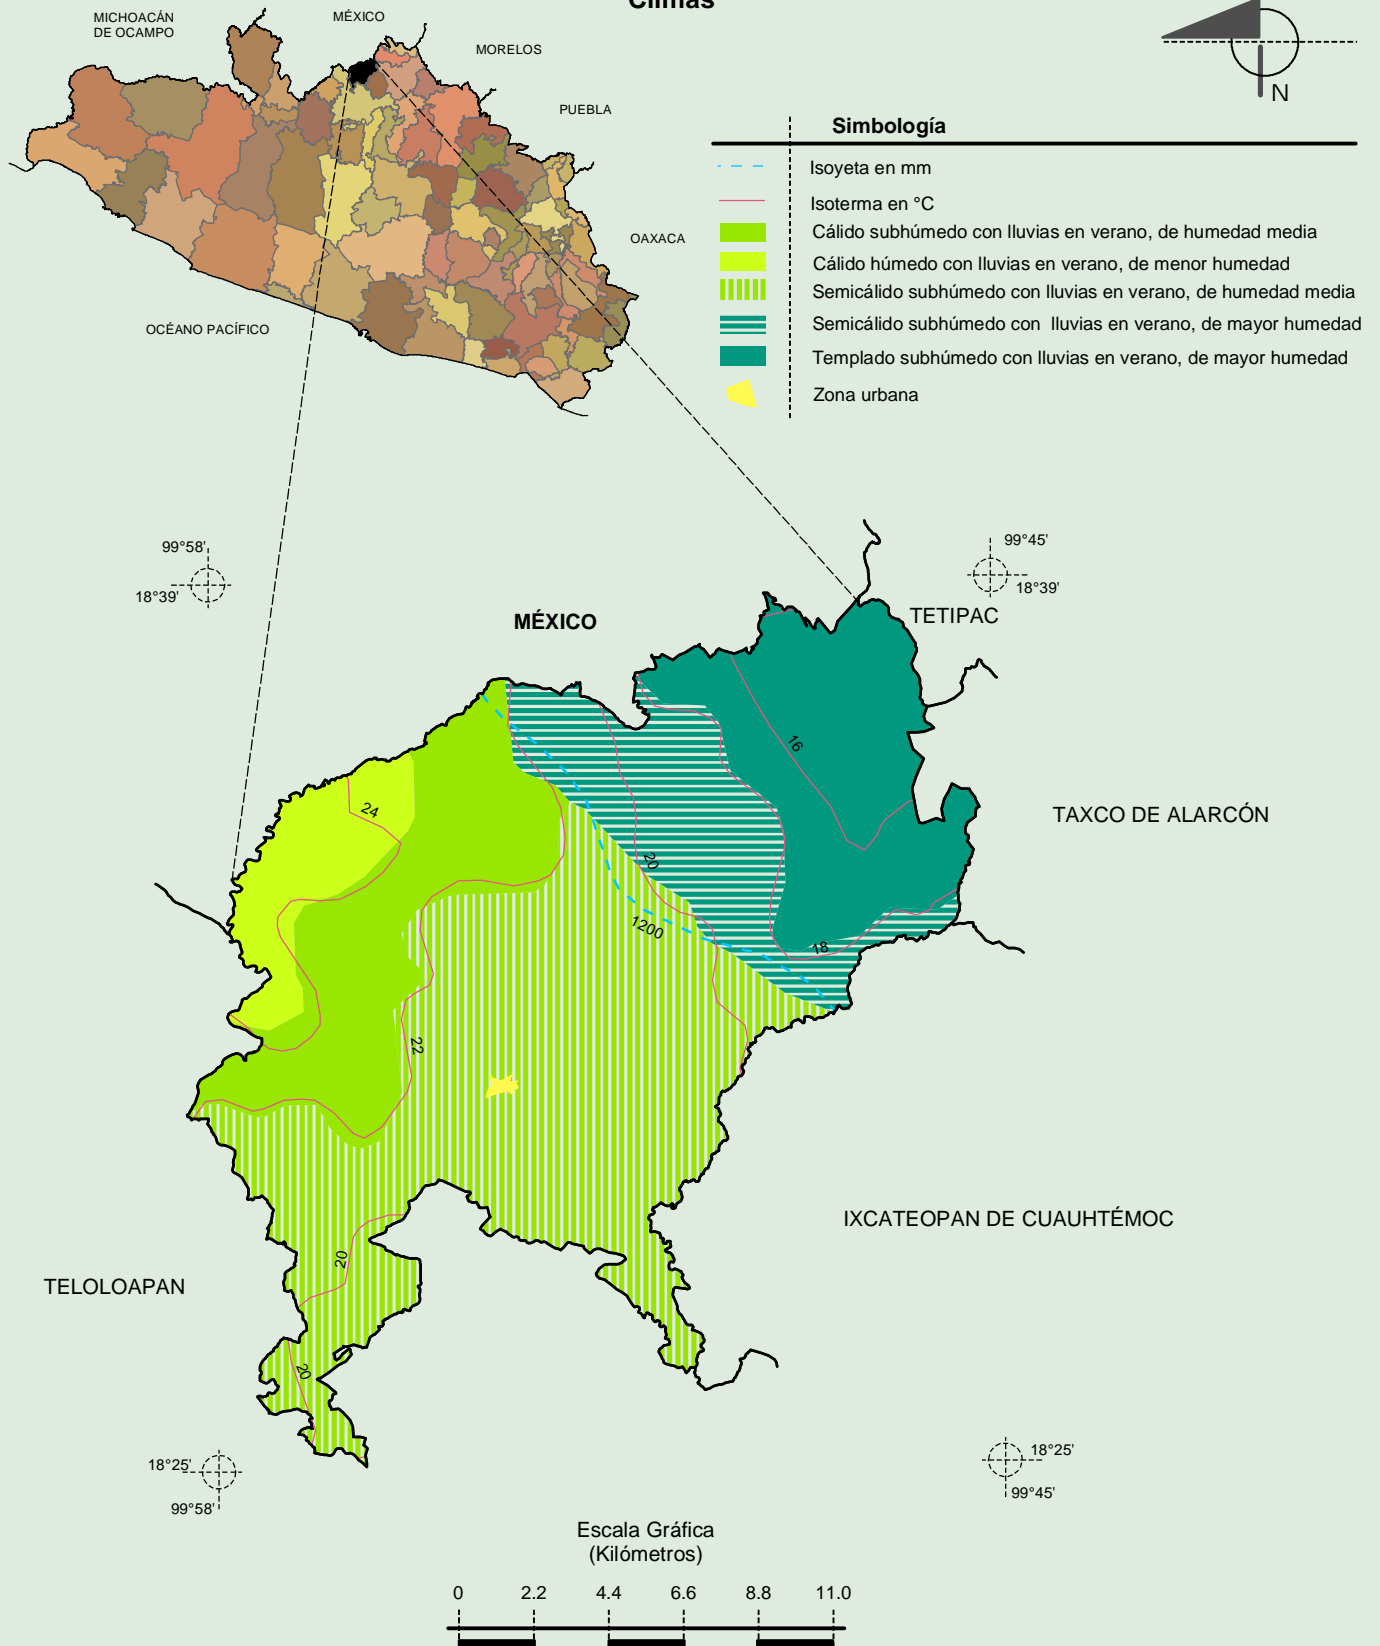 Climas
MICHOACÁN
DE OCAMPO
MÉXICO
MORELOS
PUEBLA
OAXACA
OCÉANO PACÍFICO
N
Simbología
Isoyeta en mm
Isoterma en °C
Cálido subhúmedo con lluvias en verano, de humedad media
Cálido húmedo con lluvias en verano, de menor humedad
Semicálido subhúmedo con lluvias en verano, de humedad media
Semicálido subhúmedo con lluvias en verano, de mayor humedad
Templado subhúmedo con lluvias en verano, de mayor humedad
Zona urbana
99°58'
18°39'
99°45'
18°39'
MÉXICO
TETIPAC
16
24
TAXCO DE ALARCÓN
20
1200
18
22
IXCATEOPAN DE CUAUHTÉMOC
20
TELOLOAPAN
20
18°25'
99°58'
18°25'
99°45'
Escala Gráfica
(Kilómetros)
0 2.2 4.4 6.6 8.8 11.0